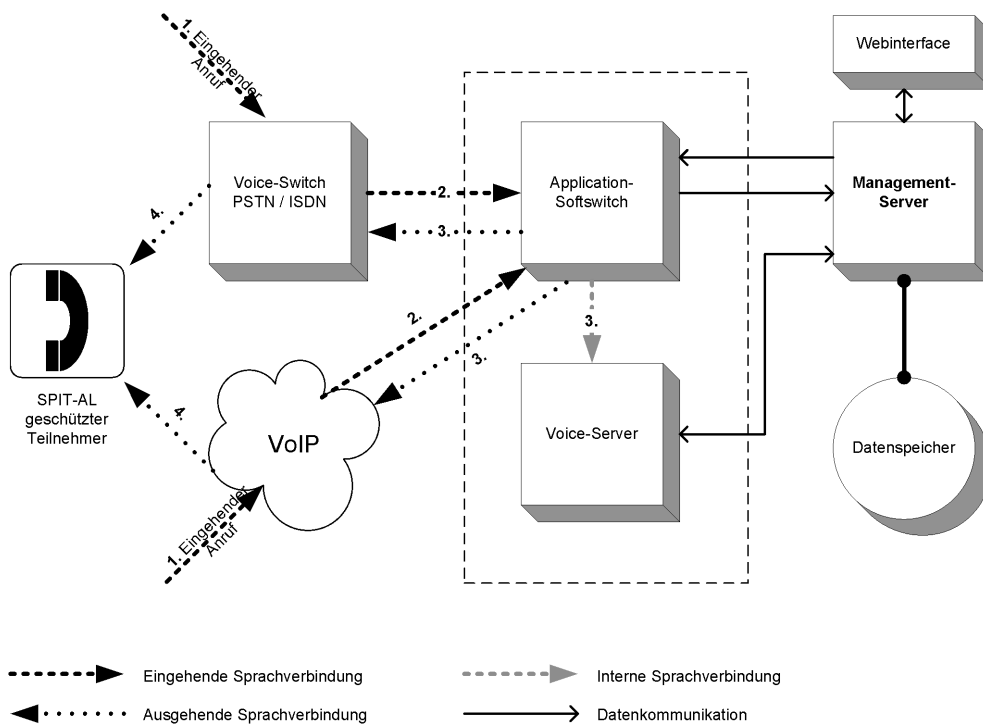 1. Eingehender
Anruf
Webinterface
Voice-Switch
PSTN / ISDN
2.
3.
Application-
Softswitch
Management-
Server
4.
2.
3.
3.
SPIT-AL
geschützter
Teilnehmer
4.
VoIP
Voice-Server
Datenspeicher
1. Eingehender
Anruf
Eingehende Sprachverbindung
Interne Sprachverbindung
Ausgehende Sprachverbindung
Datenkommunikation